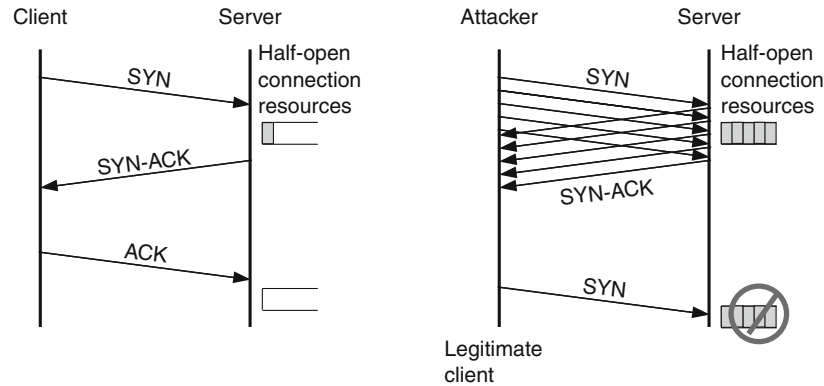 Client
Server
Half-open
connection
resources
SYN
SYN-ACK
ACK
Attacker
Server
Half-open
connection
resources
SYN
SYN-ACK
SYN
Legitimate
client